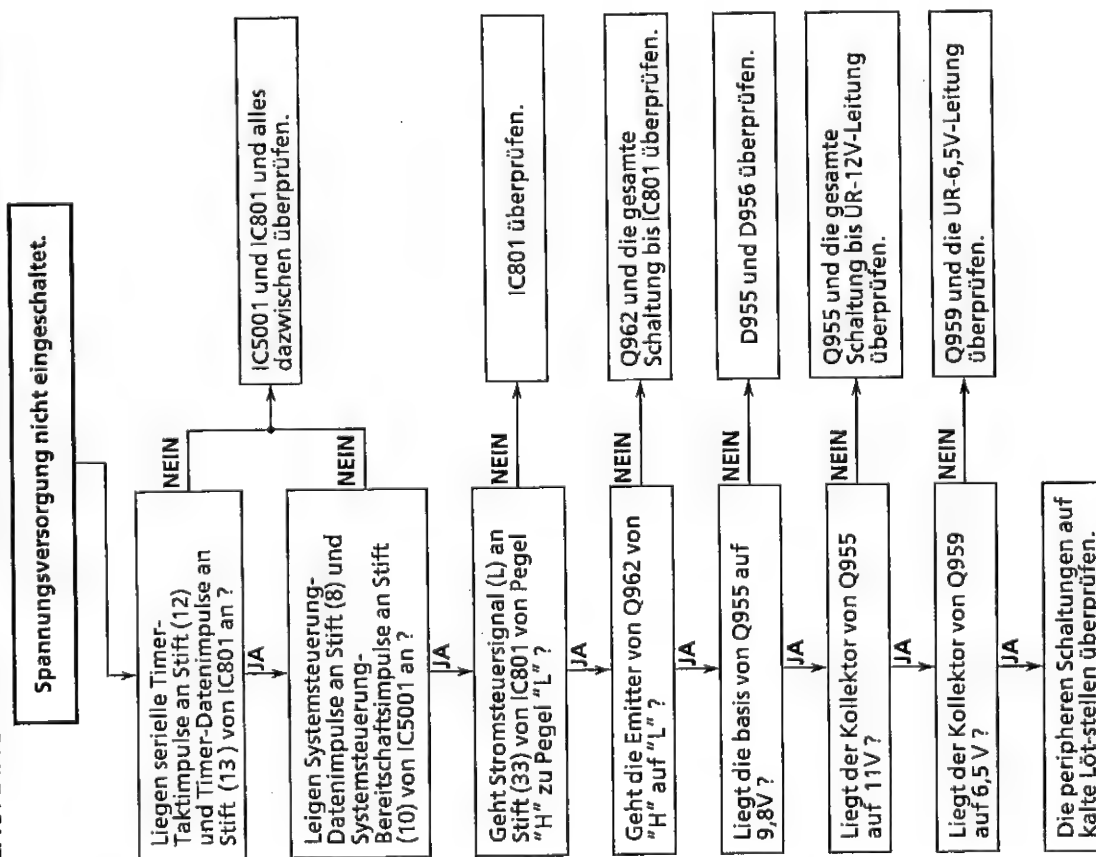 Spannungsversorgung nicht eingeschaltet.
Liegen serielle Timer-
Taktimpulse an Stift (12)
und Timer-Datenimpulse an
Stift (13 ) von IC801 an ?
NEIN
JA
IC5001 und IC801 und alles
dazwischen überprüfen.
Leigen Systemsteuerung-
Datenimpulse an Stift (8) und
Systemsteuerung-
Bereitschaftsimpulse an Stift
(10) von IC5001 an ?
NEIN
JA
Geht Stromsteuersignal (L) an
Stift (33) von IC801 von Pegel
"H" zu Pegel "L" ?
NEIN
JA
IC801 überprüfen.
Geht die Emitter von Q962 von
"H" auf "L" ?
NEIN
JA
Q962 und die gesamte
Schaltung bis IC801 überprüfen.
Liegt die basis von Q955 auf
9,8V ?
NEIN
JA
D955 und D956 überprüfen.
Liegt der Kollektor von Q955
auf 11V ?
NEIN
JA
Q955 und die gesamte
Schaltung bis UR-12V-Leitung
überprüfen.
Liegt der Kollektor von Q959
auf 6,5 V ?
NEIN
JA
Q959 und die UR-6,5V-Leitung
überprüfen.
Die peripheren Schaltungen auf
kalte Löt-stellen überprüfen.